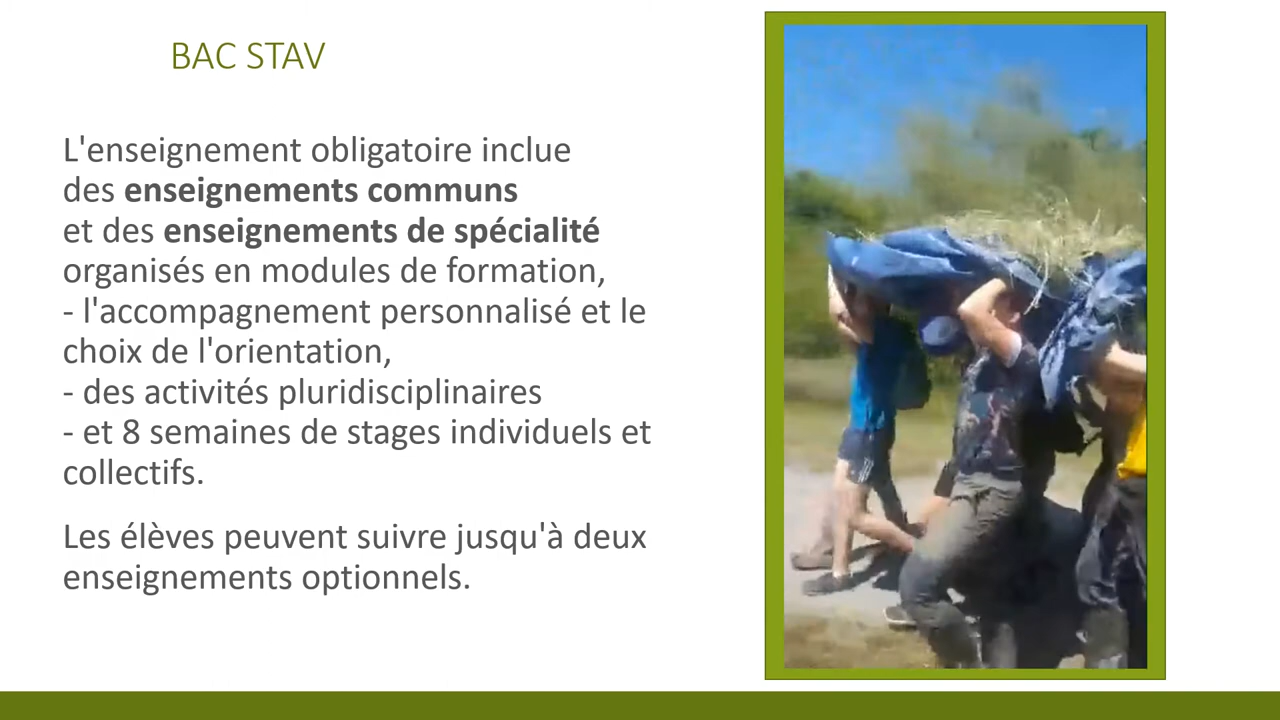 BAC STAV
L'enseignement obligatoire inclue
des enseignements communs
et des enseignements de spécialité
organisés en modules de formation,
- l'accompagnement personnalisé et le
choix de l'orientation,
- des activités pluridisciplinaires
- et 8 semaines de stages individuels et
collectifs.
Les élèves peuvent suivre jusqu'à deux
enseignements optionnels.